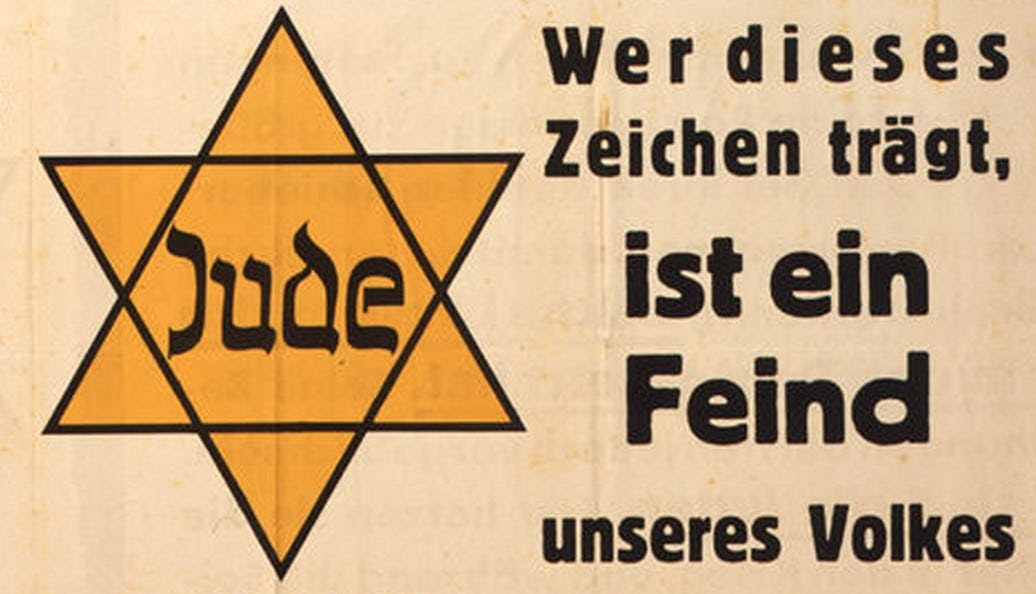 Jude
Wer dieses
Zeichen trägt,
ist ein
Feind
unseres Volkes